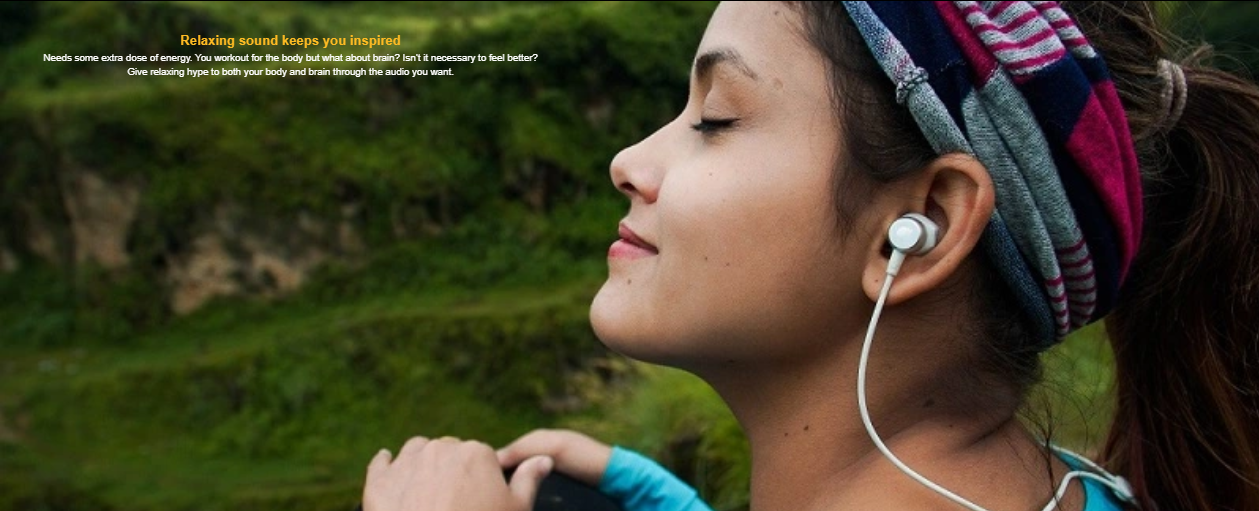 Relaxing sound keeps you inspired
Needs some extra dose of energy. You workout for the body but what about brain? Isn't it necessary to feel better?
Give relaxing hype to both your body and brain through the audio you want.